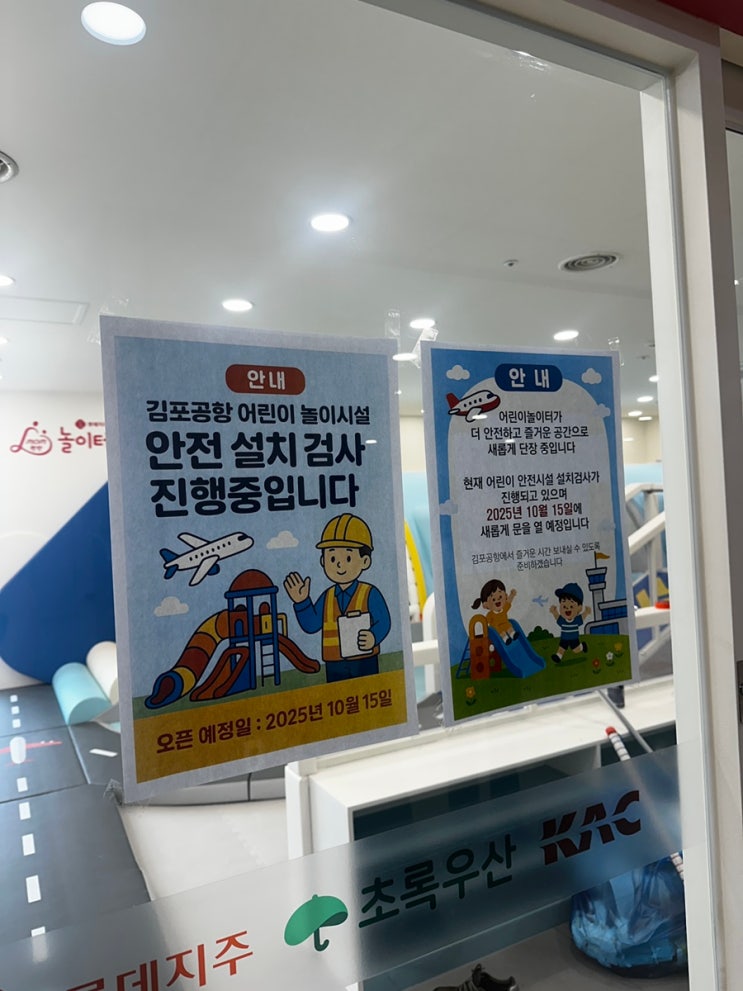 안내
김포공항 어린이 놀이시설
안전 설치 검사
진행중입니다
오픈 예정일 : 2025년 10월 15일
안내
어린이놀이터가
더 안전하고 즐거운 공간으로
새롭게 단장 중입니다
현재 어린이 안전시설 설치검사가
진행되고 있으며
2025년 10월 15일에
새롭게 문을 열 예정입니다
김포공항에서 즐거운 시간 보내실 수 있도록
준비하겠습니다
mom
놀이터
롯데지주
초록우산
KAC